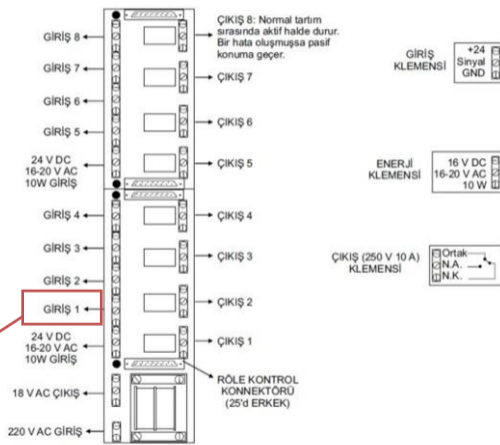 GİRİŞ 8
GİRİŞ 7
GİRİŞ 6
GİRİŞ 5
24 V DC
16-20 V AC
10W GİRİŞ
GİRİŞ 4
GİRİŞ 3
GİRİŞ 2
GİRİŞ 1
24 V DC
16-20 V AC
10W GİRİŞ
18 V AC ÇIKIŞ
220 V AC GİRİŞ
ÇIKIŞ 8: Normal tartım
sırasında aktif halde durur.
Bir hata oluşmuşsa pasif
konuma geçer.
ÇIKIŞ 7
ÇIKIŞ 6
ÇIKIŞ 5
ÇIKIŞ 4
ÇIKIŞ 3
ÇIKIŞ 2
ÇIKIŞ 1
RÖLE KONTROL
KONNEKTÖRÜ
(25'd ERKEK)
GİRİŞ
KLEMENSİ
+24
Sinyal
GND
ENERJİ
KLEMENSİ
16 V DC
16-20 V AC
10 W
ÇIKIŞ (250 V 10 A)
KLEMENSİ
Ortak
N.A.
N.K.